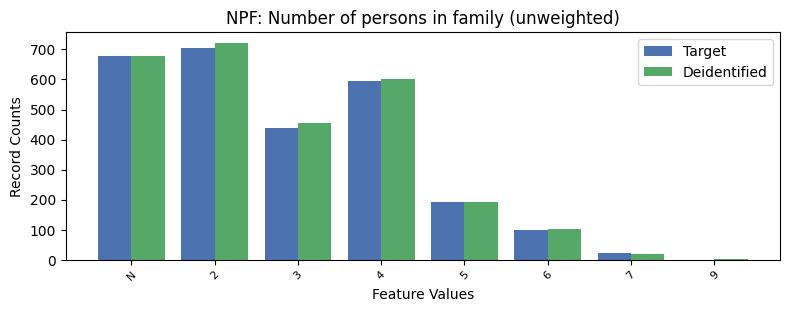 NPF: Number of persons in family (unweighted)
Target
Deidentified
Record Counts
700
600
500
400
300
200
100
0
N 2 3 4 5 6 7 9
Feature Values